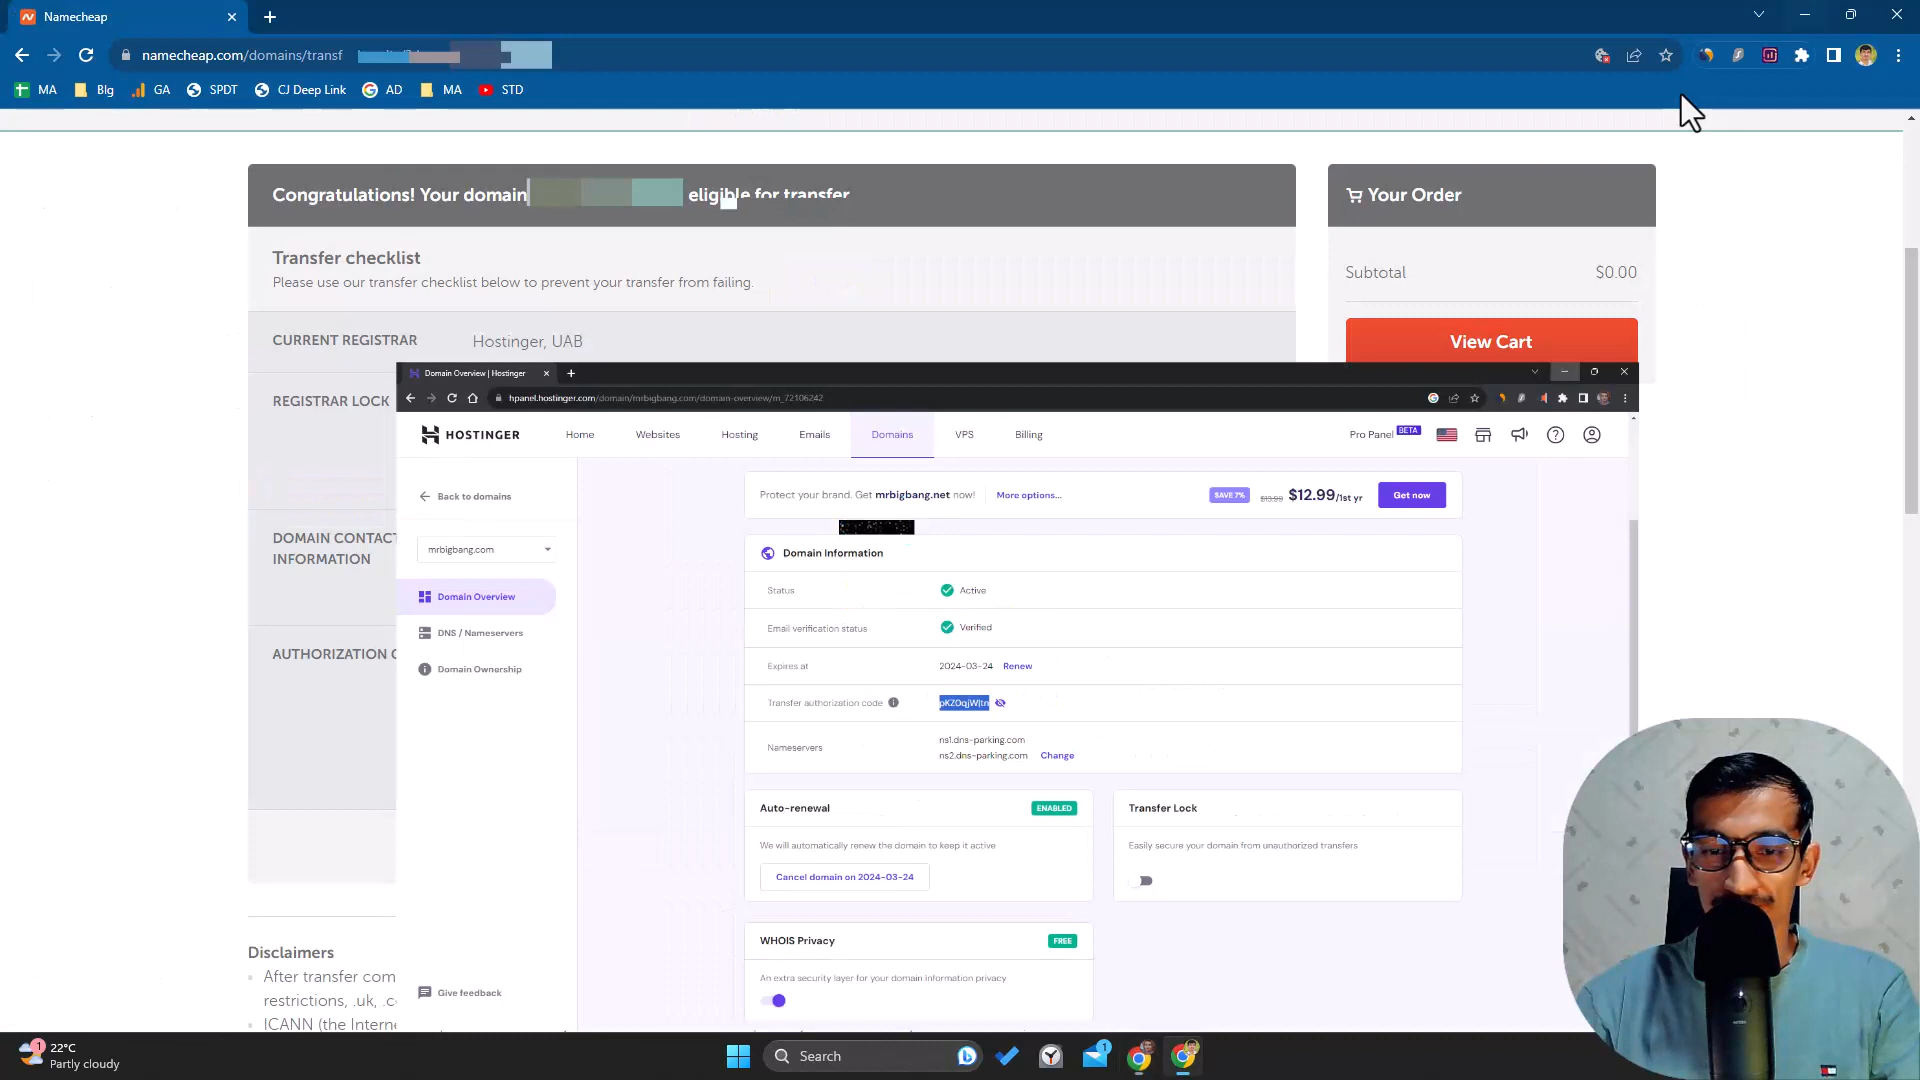 Namecheap
namecheap.com/domains/transf
MA
Blg
GA
SPDT
CJ Deep Link
AD
MA
STD
Congratulations! Your domain eligible for transfer
Your Order
Transfer checklist
Please use our transfer checklist below to prevent your transfer from failing.
Subtotal $0.00
CURRENT REGISTRAR Hostinger, UAB
View Cart
REGISTRAR LOCK
DOMAIN CONTACT
INFORMATION
AUTHORIZATION C
Disclaimers
After transfer com
restrictions, .uk, .c
ICANN (the Interne
Domain Overview | Hostinger
hpanel.hostinger.com/domain/mrbigbang.com/domain-overview/m_72106242
HOSTINGER
Home
Websites
Hosting
Emails
Domains
VPS
Billing
Pro Panel BETA
Back to domains
Protect your brand. Get mrbigbang.net now! More options... SAVE 7% $13.99 $12.99/1st yr Get now
mrbigbang.com
Domain Information
Status Active
Domain Overview
Email verification status Verified
DNS / Nameservers
Expires at 2024-03-24 Renew
Domain Ownership
Transfer authorization code
Nameservers
ns1.dns-parking.com
ns2.dns-parking.com Change
Auto-renewal ENABLED
We will automatically renew the domain to keep it active
Cancel domain on 2024-03-24
Transfer Lock
Easily secure your domain from unauthorized transfers
WHOIS Privacy FREE
An extra security layer for your domain information privacy
Give feedback
1
22°C
Partly cloudy
Search
1